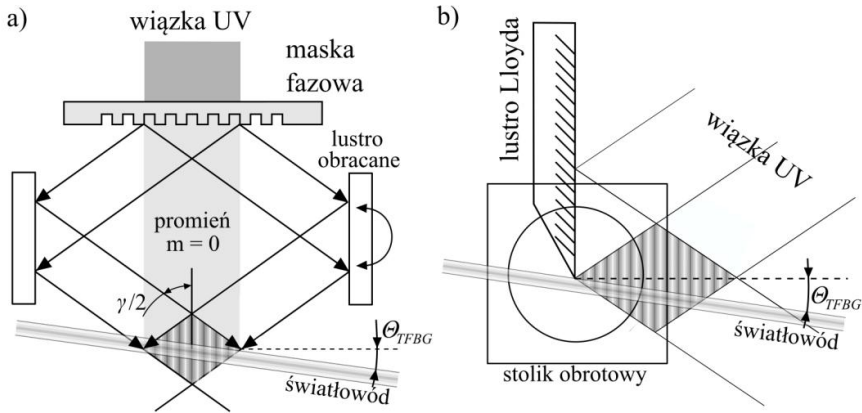 a)
wiązka UV
maska
fazowa
lustro
obracane
promień
m = 0
γ/2
Θ_TFBG
światłowód
b)
lustro Lloyda
wiązka UV
Θ_TFBG
światłowód
stolik obrotowy